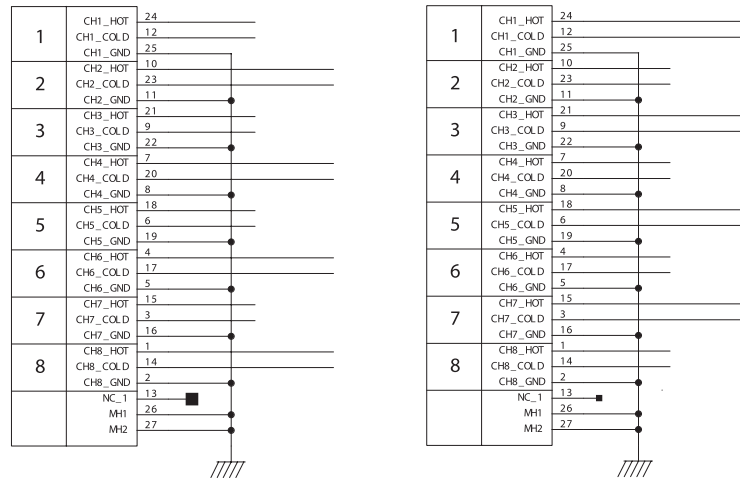 CH1_HOT 24
1 CH1_COLD 12
CH1_GND 25
CH2_HOT 10
2 CH2_COLD 23
CH2_GND 11
CH3_HOT 21
3 CH3_COLD 9
CH3_GND 22
CH4_HOT 7
4 CH4_COLD 20
CH4_GND 8
CH5_HOT 18
5 CH5_COLD 6
CH5_GND 19
CH6_HOT 4
6 CH6_COLD 17
CH6_GND 5
CH7_HOT 15
7 CH7_COLD 3
CH7_GND 16
CH8_HOT 1
8 CH8_COLD 14
CH8_GND 2
NC_1 13
MH1 26
MH2 27
CH1_HOT 24
1 CH1_COLD 12
CH1_GND 25
CH2_HOT 10
2 CH2_COLD 23
CH2_GND 11
CH3_HOT 21
3 CH3_COLD 9
CH3_GND 22
CH4_HOT 7
4 CH4_COLD 20
CH4_GND 8
CH5_HOT 18
5 CH5_COLD 6
CH5_GND 19
CH6_HOT 4
6 CH6_COLD 17
CH6_GND 5
CH7_HOT 15
7 CH7_COLD 3
CH7_GND 16
CH8_HOT 1
8 CH8_COLD 14
CH8_GND 2
NC_1 13
MH1 26
MH2 27